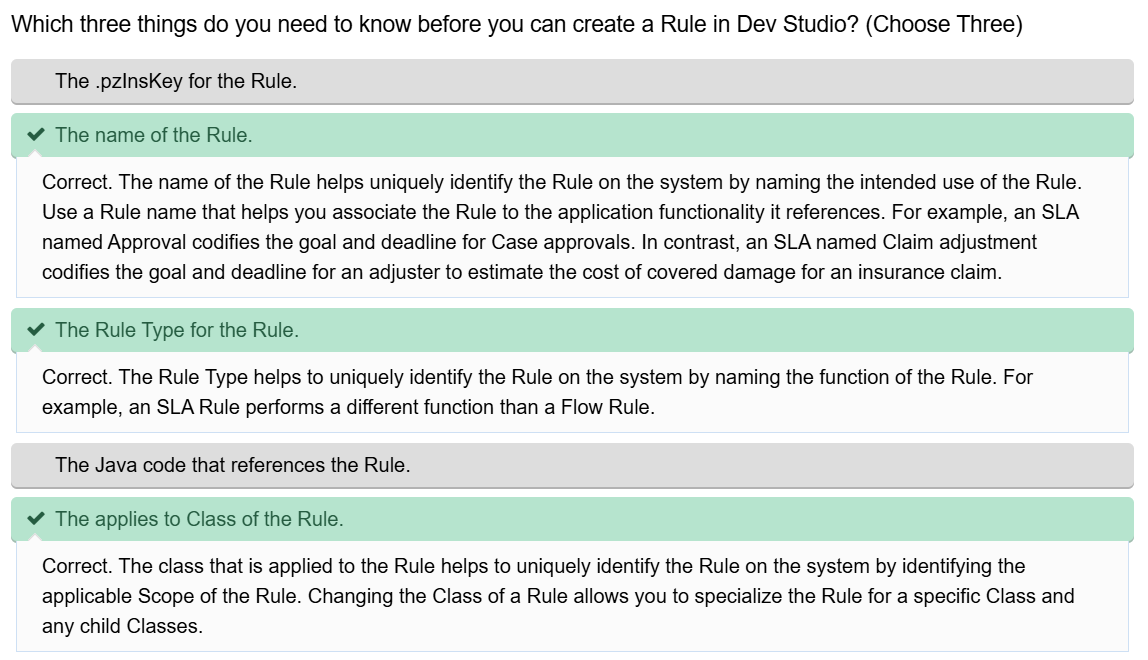 Which three things do you need to know before you can create a Rule in Dev Studio? (Choose Three)
The .pzInsKey for the Rule.
The name of the Rule.
Correct. The name of the Rule helps uniquely identify the Rule on the system by naming the intended use of the Rule.
Use a Rule name that helps you associate the Rule to the application functionality it references. For example, an SLA
named Approval codifies the goal and deadline for Case approvals. In contrast, an SLA named Claim adjustment
codifies the goal and deadline for an adjuster to estimate the cost of covered damage for an insurance claim.
The Rule Type for the Rule.
Correct. The Rule Type helps to uniquely identify the Rule on the system by naming the function of the Rule. For
example, an SLA Rule performs a different function than a Flow Rule.
The Java code that references the Rule.
The applies to Class of the Rule.
Correct. The class that is applied to the Rule helps to uniquely identify the Rule on the system by identifying the
applicable Scope of the Rule. Changing the Class of a Rule allows you to specialize the Rule for a specific Class and
any child Classes.